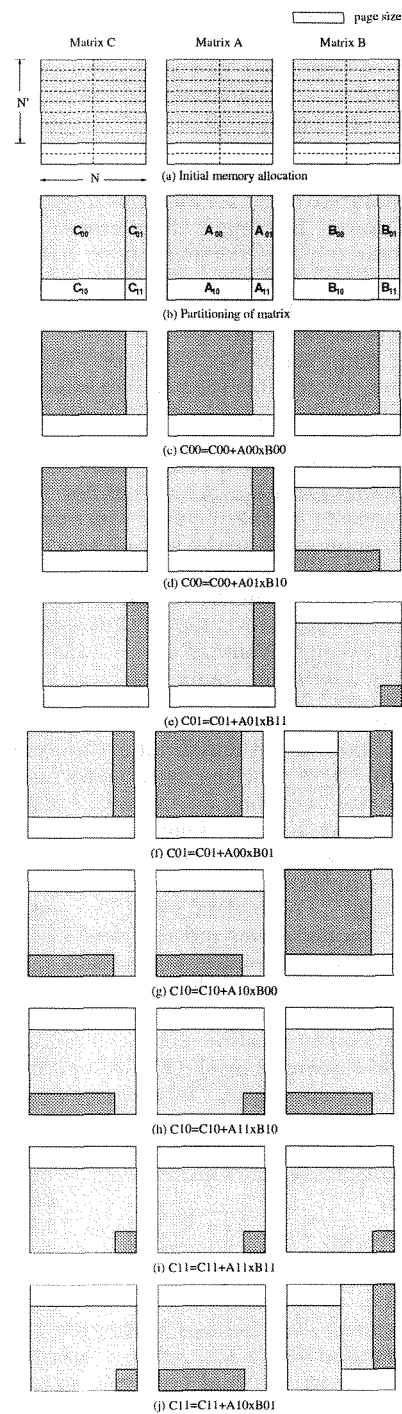 page size
Matrix C Matrix A Matrix B
N'
N
(a) Initial memory allocation
C00 C01 A00 A01 B00 B01
C10 C11 A10 A11 B10 B11
(b) Partitioning of matrix
(c) C00=C00+A00xB00
(d) C00=C00+A01xB10
(e) C01=C01+A01xB11
(f) C01=C01+A00xB01
(g) C10=C10+A10xB00
(h) C10=C10+A11xB10
(i) C11=C11+A11xB11
(j) C11=C11+A10xB01